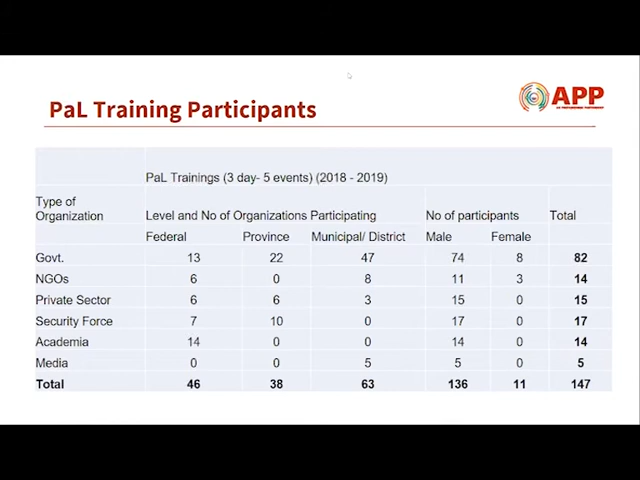 APP
PaL Training Participants
PaL Trainings (3 day- 5 events) (2018 - 2019)
Type of Organization Level and No of Organizations Participating No of participants Total
Federal Province Municipal/ District Male Female
Govt. 13 22 47 74 8 82
NGOs 6 0 8 11 3 14
Private Sector 6 6 3 15 0 15
Security Force 7 10 0 17 0 17
Academia 14 0 0 14 0 14
Media 0 0 5 5 0 5
Total 46 38 63 136 11 147